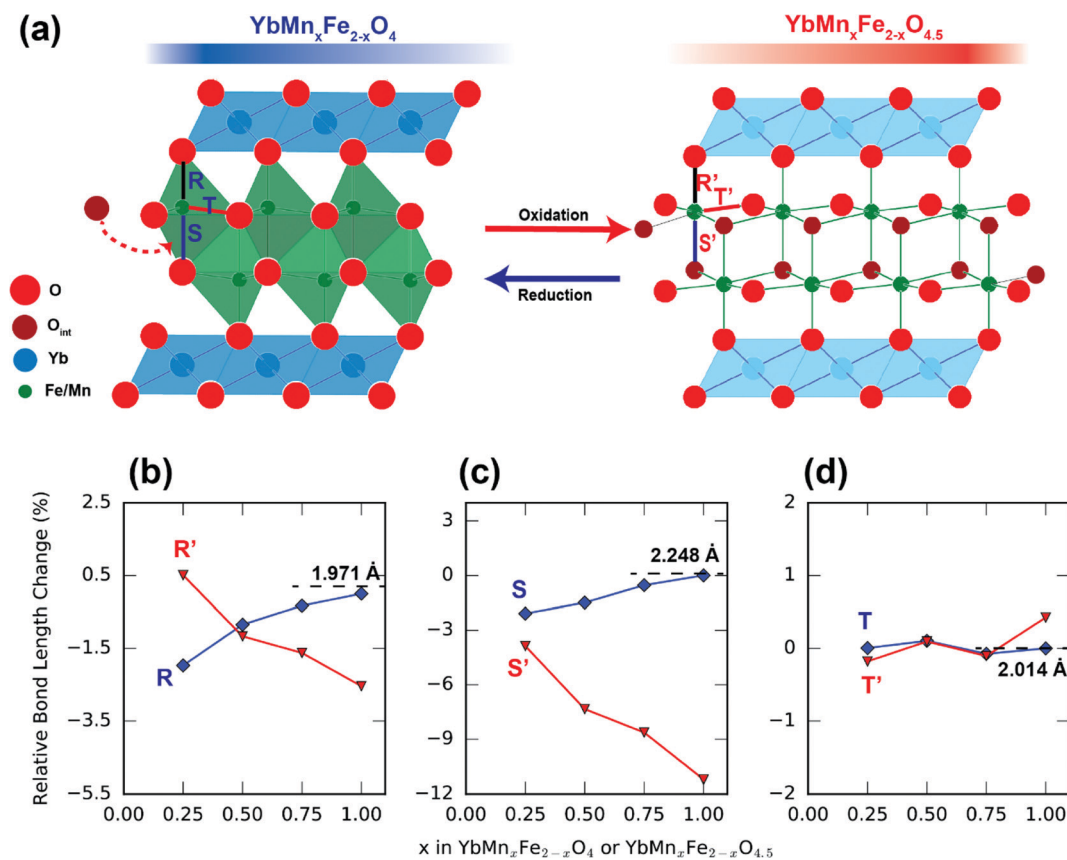 (a)
YbMnxFe2-xO4
YbMnxFe2-xO4.5
R
T
S
R'
T'
S'
Oxidation
Reduction
O
Oint
Yb
Fe/Mn
(b)
(c)
(d)
Relative Bond Length Change (%)
2.5
0.5
−1.5
−3.5
−5.5
R'
R
1.971 Å
0.00 0.25 0.50 0.75 1.00
3
0
−3
−6
−9
−12
S
S'
2.248 Å
0.00 0.25 0.50 0.75 1.00
2
1
0
−1
−2
T
T'
2.014 Å
0.00 0.25 0.50 0.75 1.00
x in YbMnxFe2−xO4 or YbMnxFe2−xO4.5